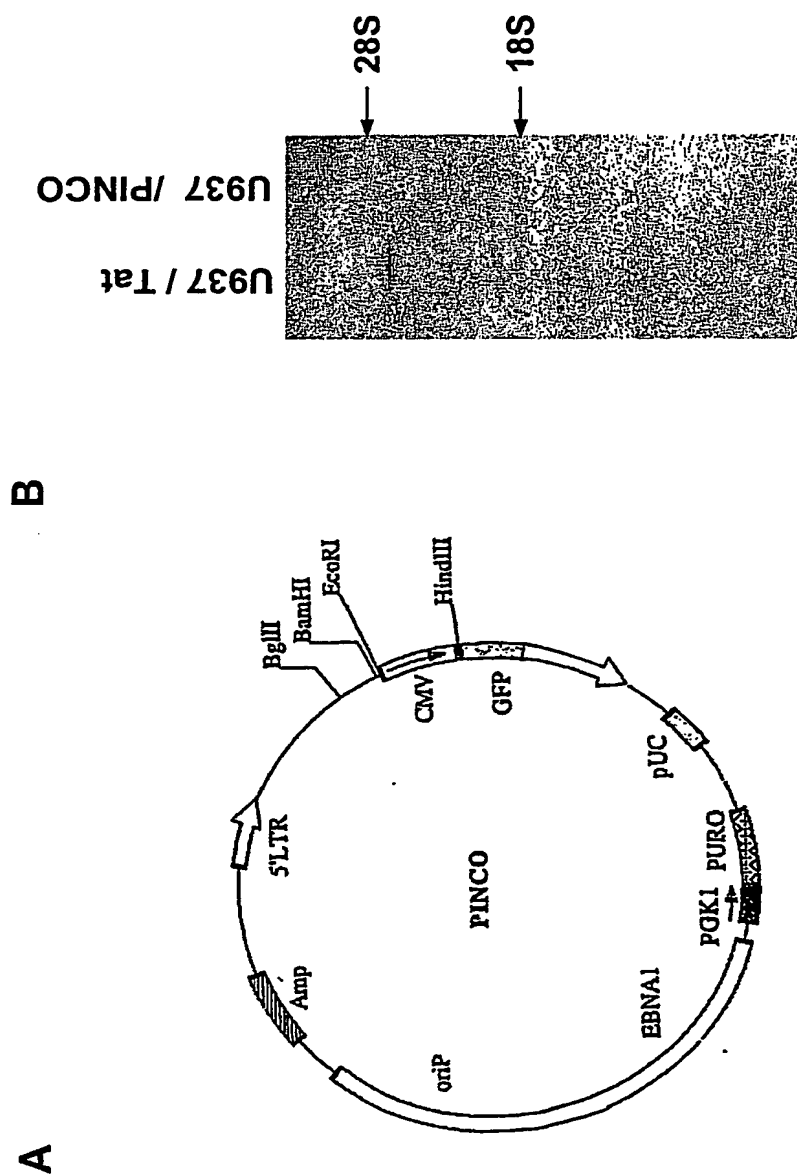 A
5'LTR
BglII
BamHI
EcoRI
CMV
HindIII
GFP
pUC
PURO
PGK1
EBNA1
oriP
Amp
PINCO
B
U937 / Tat
U937 /PINCO
28S
18S